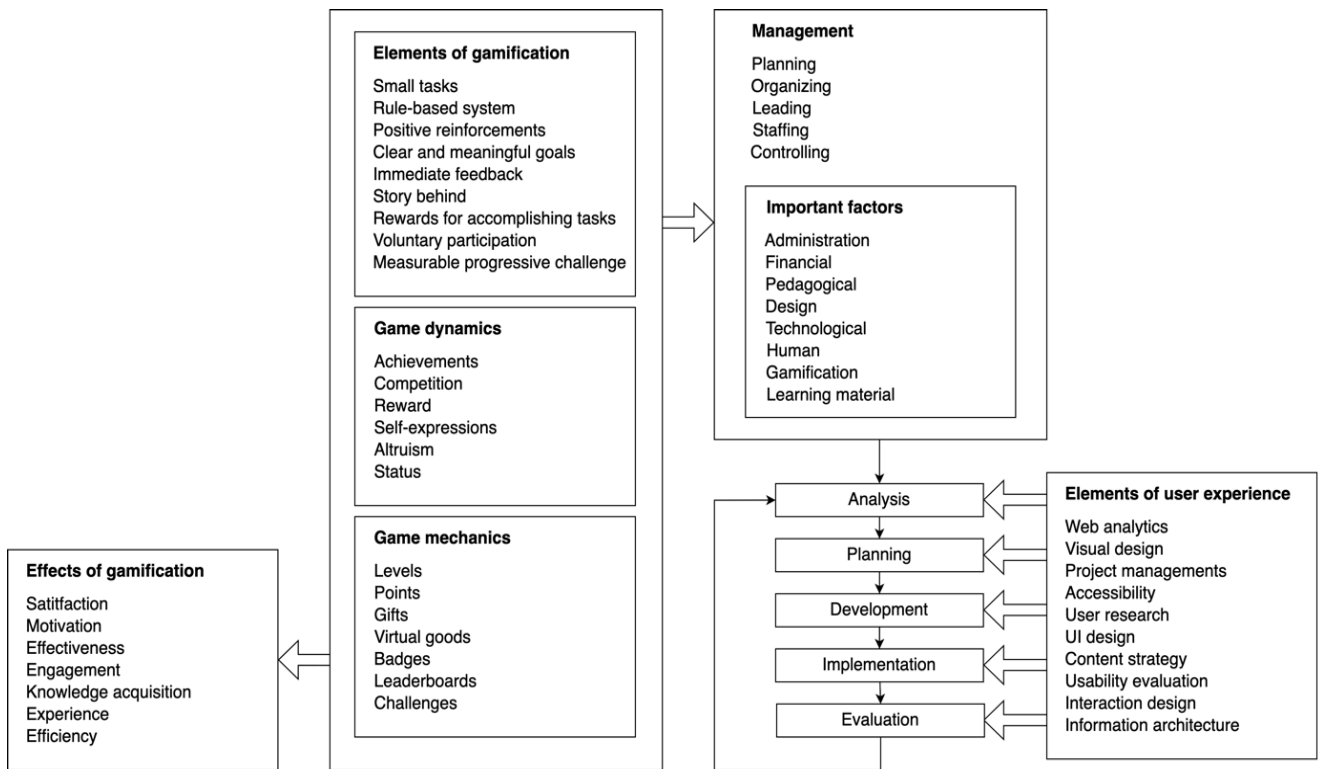 Elements of gamification
Small tasks
Rule-based system
Positive reinforcements
Clear and meaningful goals
Immediate feedback
Story behind
Rewards for accomplishing tasks
Voluntary participation
Measurable progressive challenge
Game dynamics
Achievements
Competition
Reward
Self-expressions
Altruism
Status
Game mechanics
Levels
Points
Gifts
Virtual goods
Badges
Leaderboards
Challenges
Effects of gamification
Satitfaction
Motivation
Effectiveness
Engagement
Knowledge acquisition
Experience
Efficiency
Management
Planning
Organizing
Leading
Staffing
Controlling
Important factors
Administration
Financial
Pedagogical
Design
Technological
Human
Gamification
Learning material
Analysis
Planning
Development
Implementation
Evaluation
Elements of user experience
Web analytics
Visual design
Project managements
Accessibility
User research
UI design
Content strategy
Usability evaluation
Interaction design
Information architecture